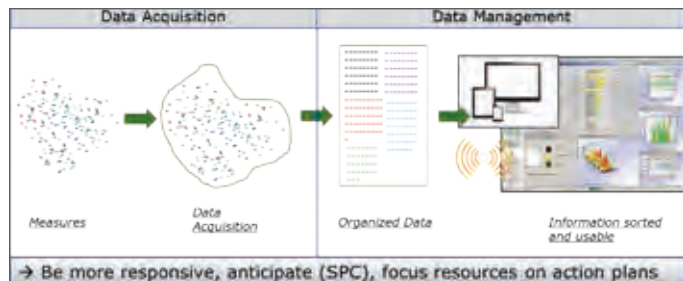 Data Acquisition
Data Management
Measures
Data
Acquisition
Organized Data
Information sorted
and usable
→ Be more responsive, anticipate (SPC), focus resources on action plans